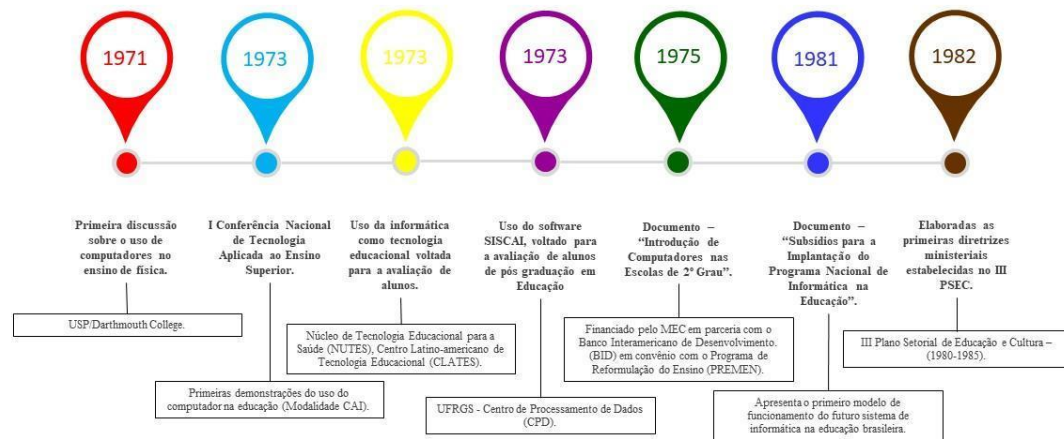 1971
1973
1973
1973
1975
1981
1982
Primeira discussão
sobre o uso de
computadores no
ensino de física.
I Conferência Nacional
de Tecnologia
Aplicada ao Ensino
Superior.
Uso da informática
como tecnologia
educacional voltada
para a avaliação de
alunos.
Uso do software
SISCAI, voltado para
a avaliação de alunos
de pós graduação em
Educação
Documento –
“Introdução de
Computadores nas
Escolas de 2º Grau”.
Documento –
“Subsídios para a
Implantação do
Programa Nacional de
Informática na
Educação”.
Elaboradas as
primeiras diretrizes
ministeriais
estabelecidas no III
PSEC.
USP/Darthmouth College.
Primeiras demonstrações do uso do
computador na educação (Modalidade CAI).
Núcleo de Tecnologia Educacional para a
Saúde (NUTES), Centro Latino-americano de
Tecnologia Educacional (CLATES).
UFRGS - Centro de Processamento de Dados
(CPD).
Financiado pelo MEC em parceria com o
Banco Interamericano de Desenvolvimento.
(BID) em convênio com o Programa de
Reformulação do Ensino (PREMEN).
Apresenta o primeiro modelo de
funcionamento do futuro sistema de
informática na educação brasileira.
III Plano Setorial de Educação e Cultura –
(1980-1985).